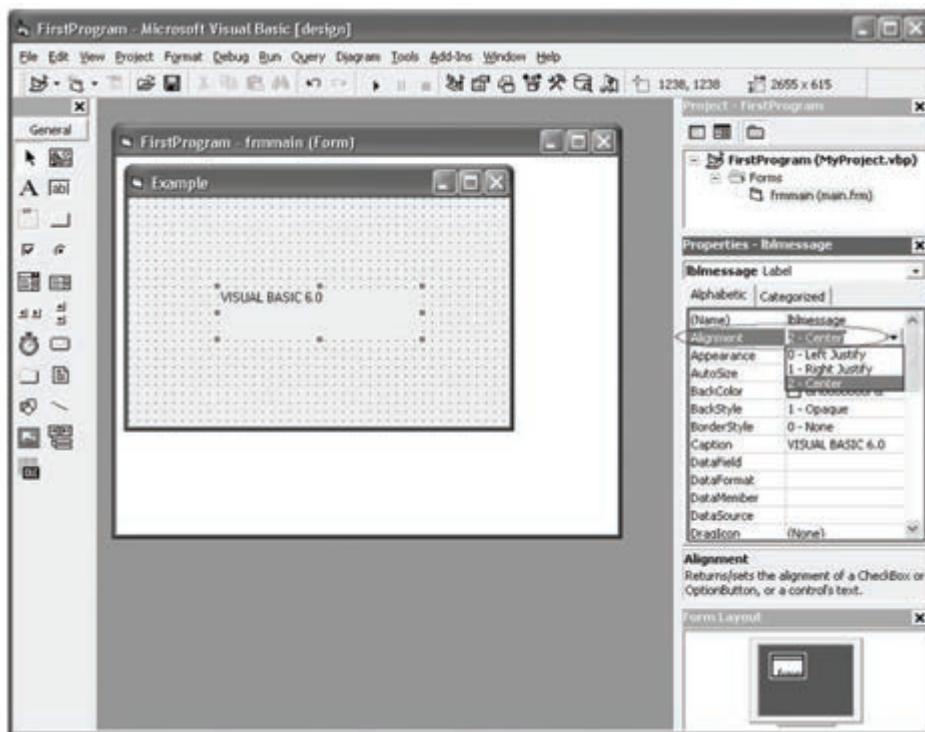 FirstProgram - Microsoft Visual Basic [design]
File Edit View Project Format Debug Run Query Diagram Tools Add-Ins Window Help
1238, 1238 2655 x 615
General
FirstProgram - frmmain (Form)
Example
VISUAL BASIC 6.0
Project - FirstProgram
FirstProgram (MyProject.vbp)
Forms
frmmain (main.frm)
Properties - lblmessage
lblmessage Label
Alphabetic Categorized
(Name) lblmessage
Alignment 2 - Center
0 - Left Justify
1 - Right Justify
2 - Center
Appearance
AutoSize
BackColor
BackStyle 1 - Opaque
BorderStyle 0 - None
Caption VISUAL BASIC 6.0
DataField
DataFormat
DataMember
DataSource
DragIcon (None)
Alignment
Returns/sets the alignment of a CheckBox or
OptionButton, or a control's text.
Form Layout